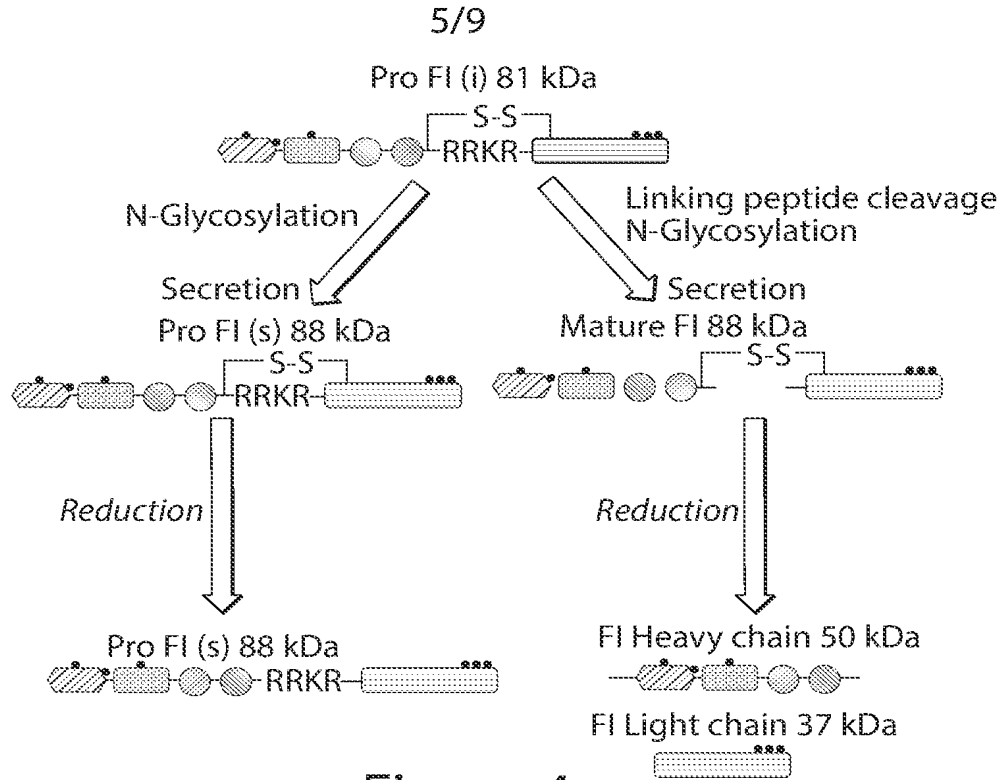 5/9
Pro FI (i) 81 kDa
S-S
RRKR
N-Glycosylation
Linking peptide cleavage
N-Glycosylation
Secretion
Secretion
Pro FI (s) 88 kDa
Mature FI 88 kDa
S-S
S-S
RRKR
Reduction
Reduction
Pro FI (s) 88 kDa
FI Heavy chain 50 kDa
RRKR
FI Light chain 37 kDa